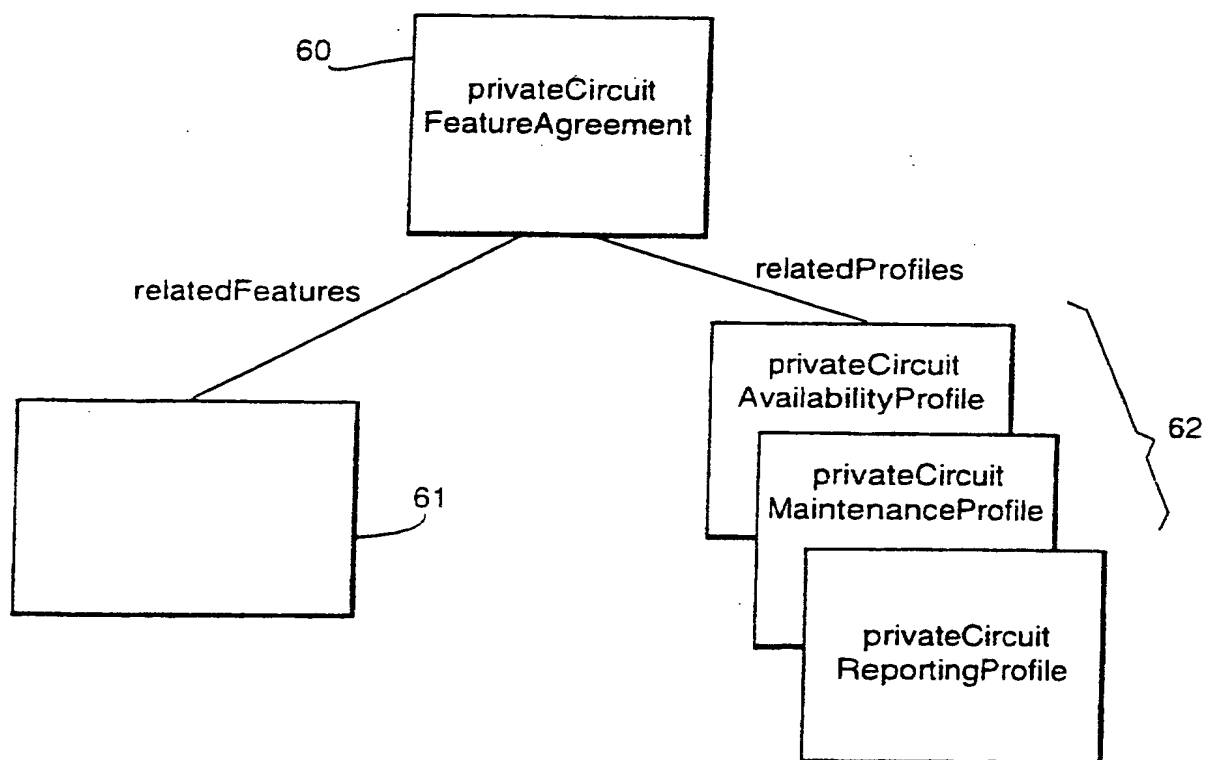 60
privateCircuit
FeatureAgreement
relatedFeatures
relatedProfiles
privateCircuit
AvailabilityProfile
62
privateCircuit
MaintenanceProfile
61
privateCircuit
ReportingProfile